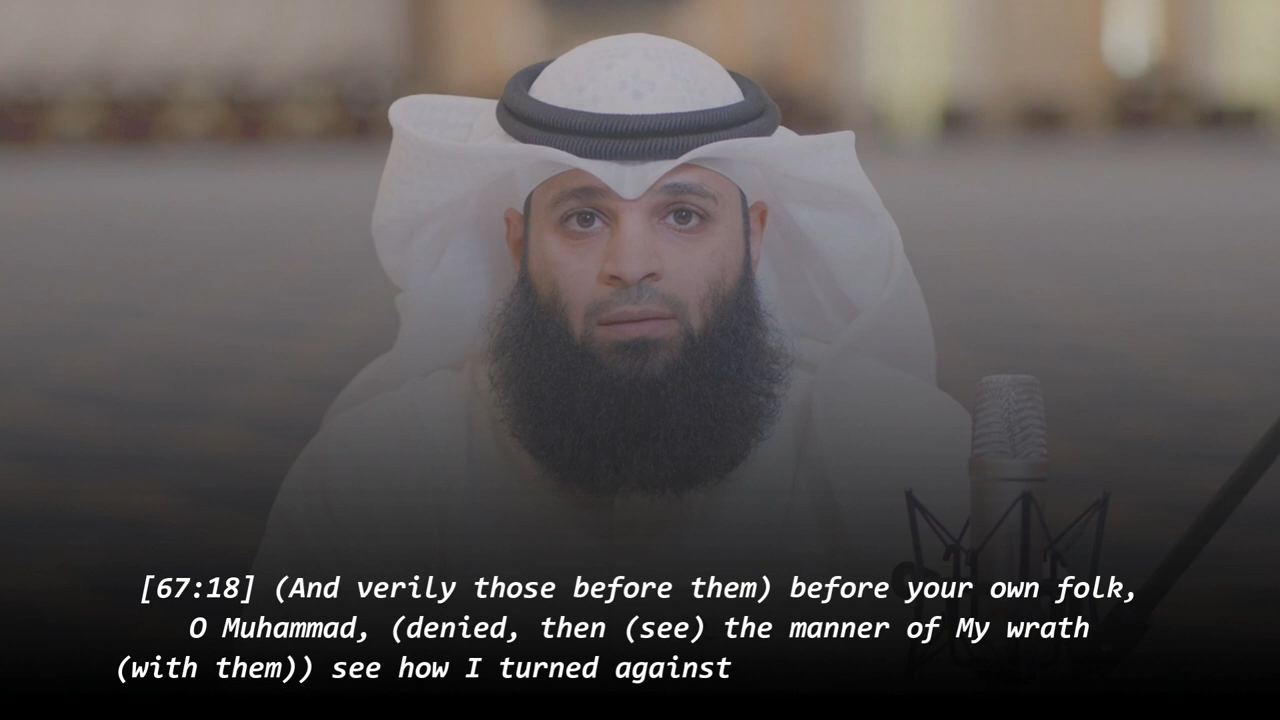 [67:18] (And verily those before them) before your own folk,
O Muhammad, (denied, then (see) the manner of My wrath
(with them)) see how I turned against